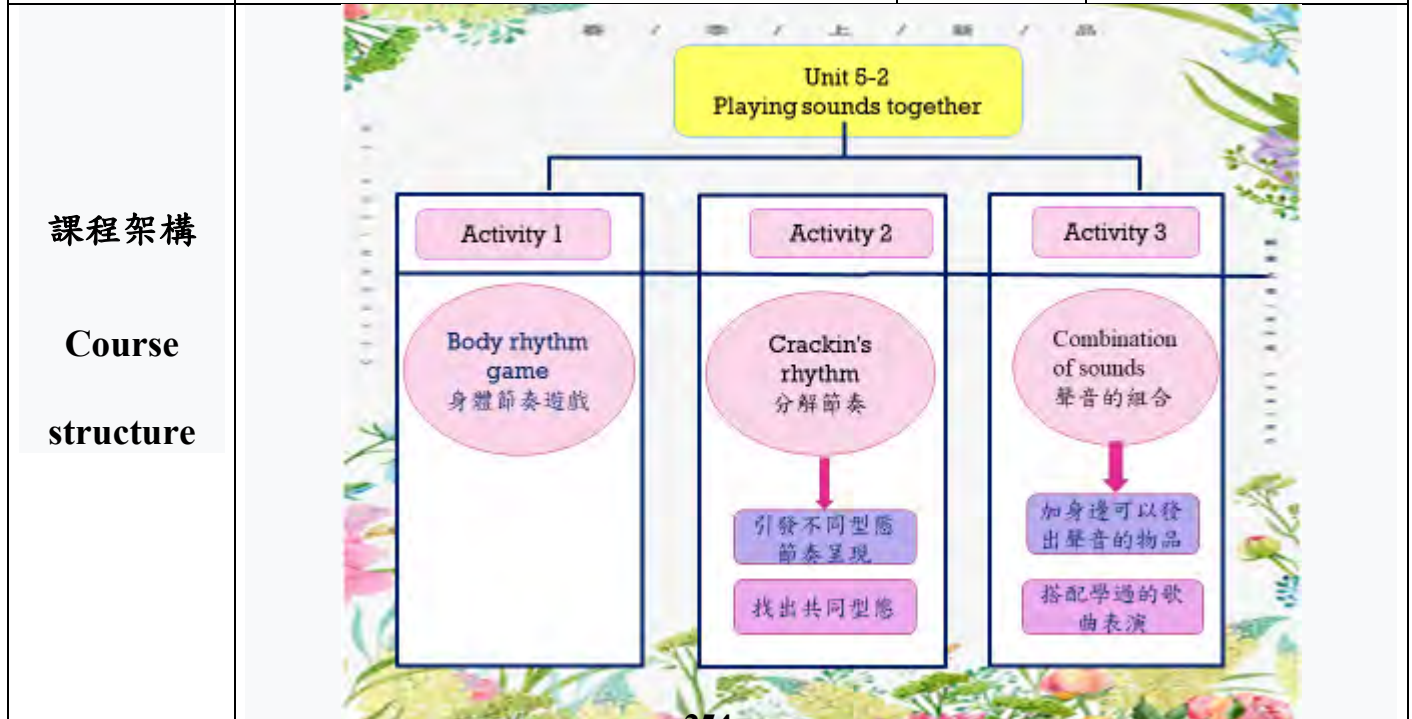 課程架構
Course
structure
Unit 5-2
Playing sounds together
Activity 1
Body rhythm
game
身體節奏遊戲
Activity 2
Crackin's
rhythm
分解節奏
引發不同型態
節奏呈現
找出共同型態
Activity 3
Combination
of sounds
聲音的組合
加身邊可以發
出聲音的物品
搭配學過的歌
曲表演